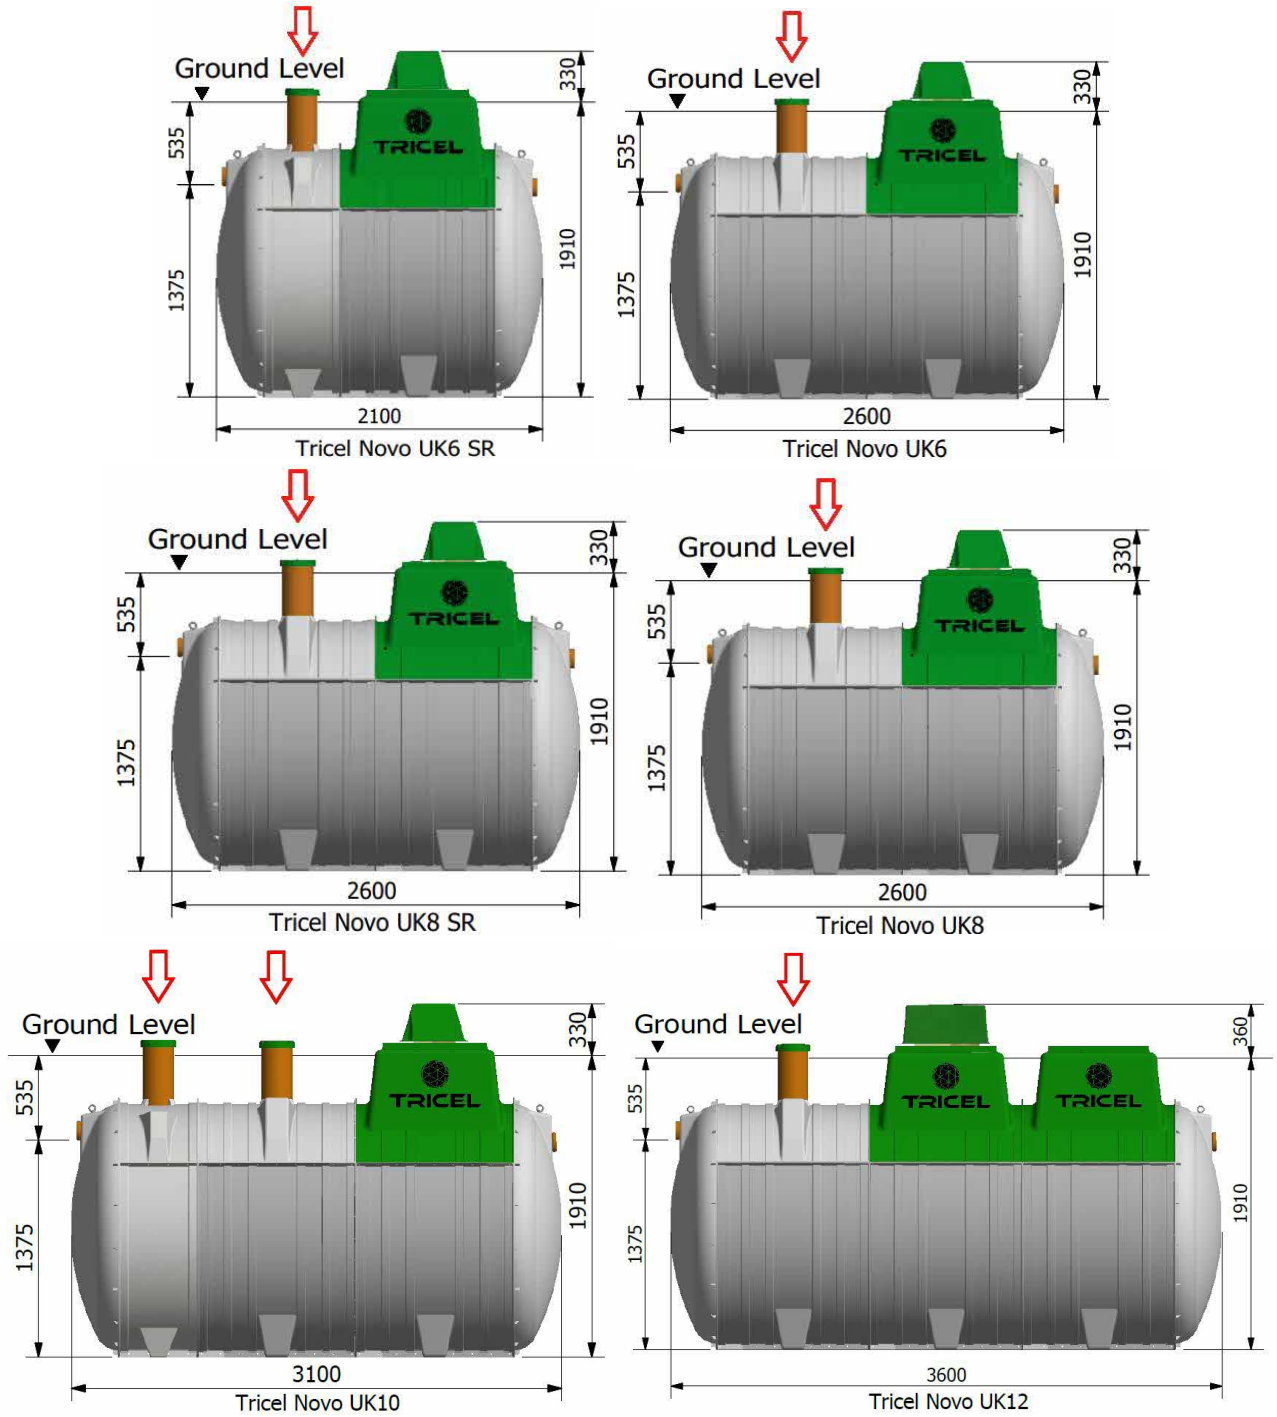 Ground Level
330
535
TRICEL
1910
1375
2100
Tricel Novo UK6 SR
Ground Level
330
535
TRICEL
1910
1375
2600
Tricel Novo UK6
Ground Level
330
535
TRICEL
1910
1375
2600
Tricel Novo UK8 SR
Ground Level
330
535
TRICEL
1910
1375
2600
Tricel Novo UK8
Ground Level
330
535
TRICEL
1910
1375
3100
Tricel Novo UK10
Ground Level
360
535
TRICEL
TRICEL
1910
1375
3600
Tricel Novo UK12